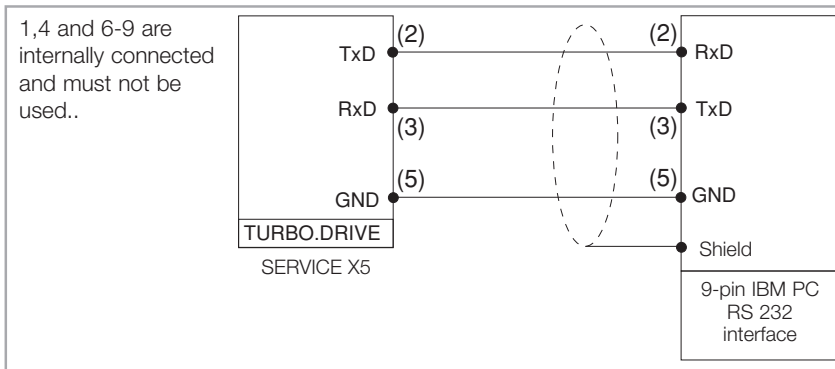 1,4 and 6-9 are
internally connected
and must not be
used..
TxD
(2)
(2)
RxD
RxD
(3)
(3)
TxD
GND
(5)
(5)
GND
TURBO.DRIVE
SERVICE X5
Shield
9-pin IBM PC
RS 232
interface